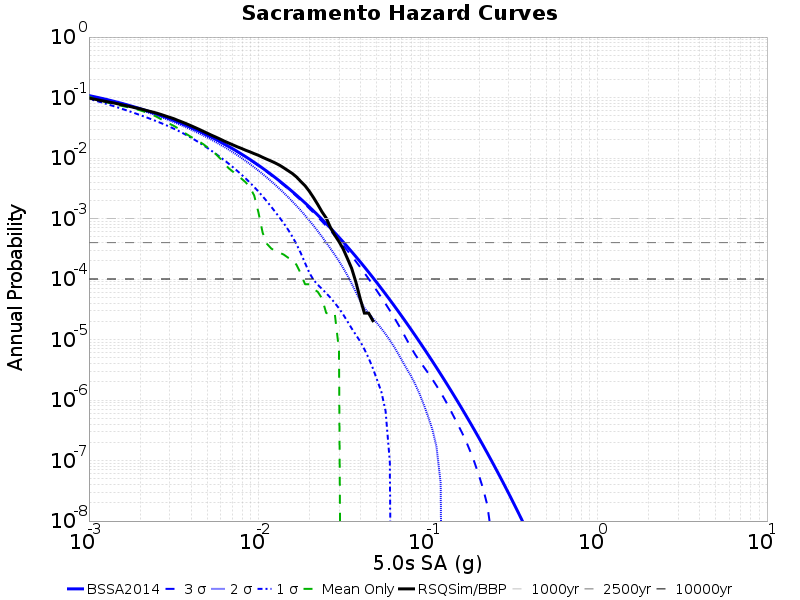 Sacramento Hazard Curves
Annual Probability
10^0
10^-1
10^-2
10^-3
10^-4
10^-5
10^-6
10^-7
10^-8
10^-3 10^-2 10^-1 10^0 10^1
5.0s SA (g)
BSSA2014 3 σ 2 σ 1 σ Mean Only RSQSim/BBP 1000yr 2500yr 10000yr